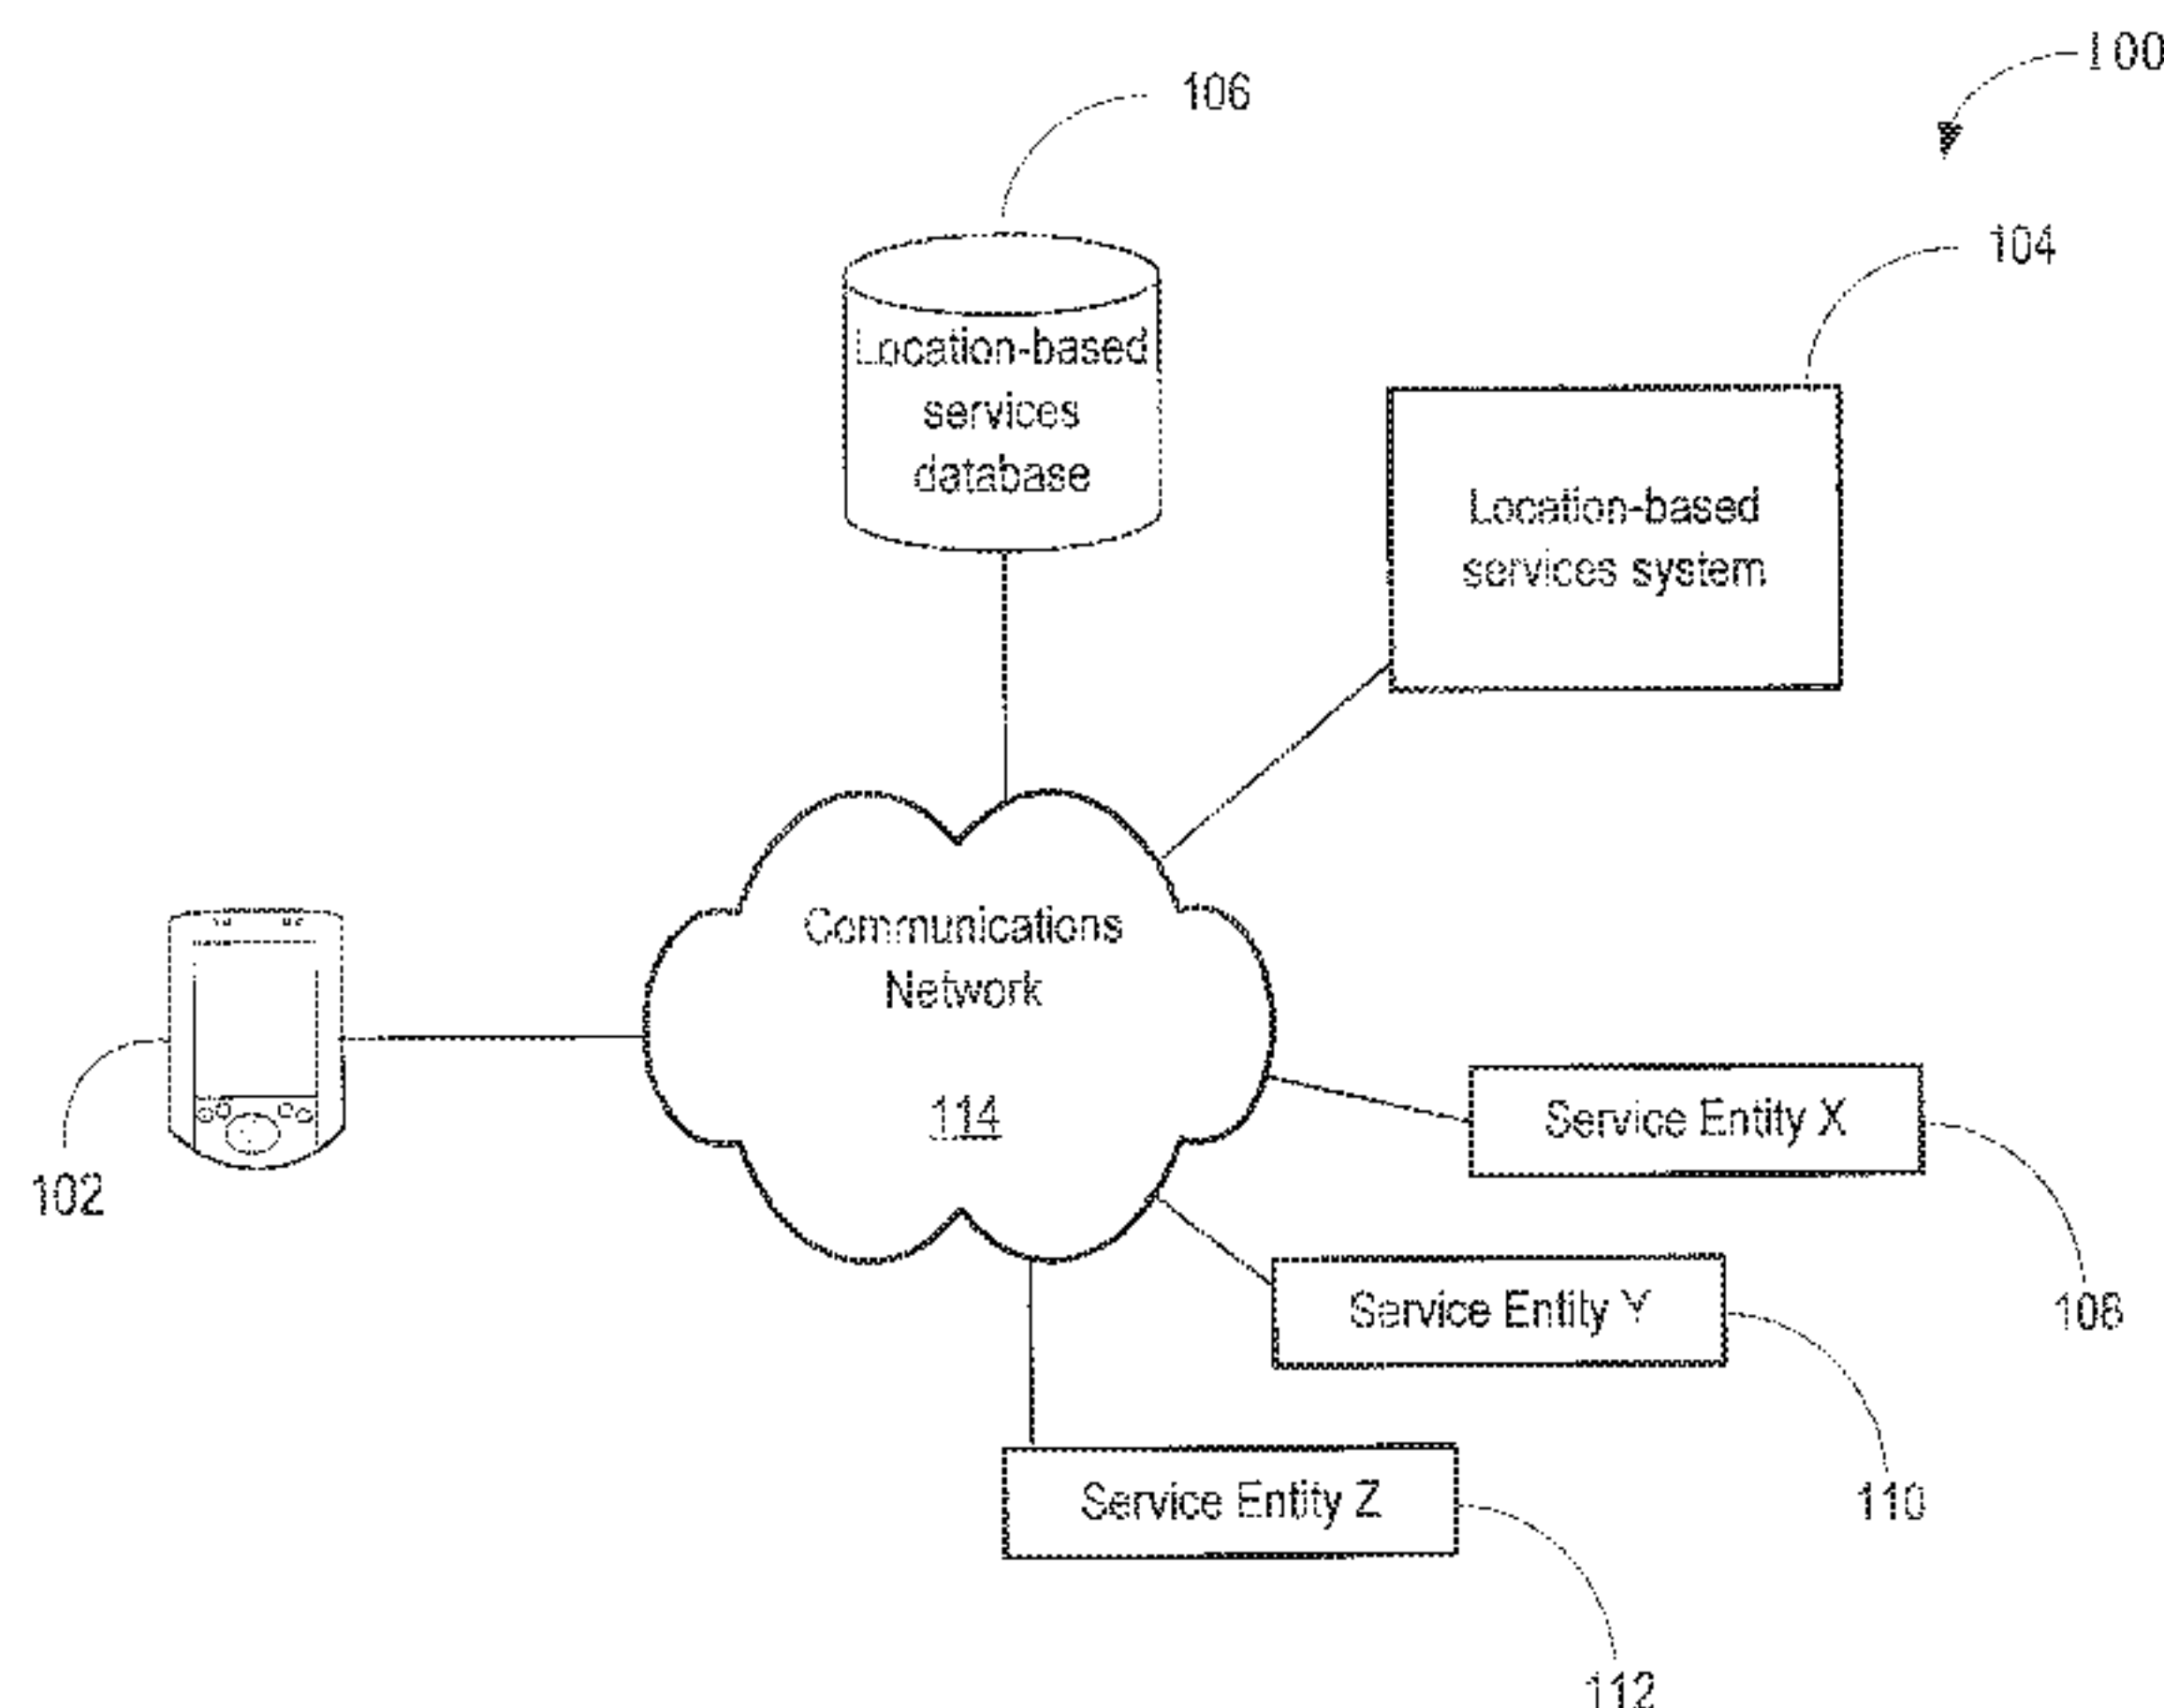 100
106
104
Location-based
services
database
Location-based
services system
Communications
Network
114
Service Entity X
102
108
Service Entity Y
110
Service Entity Z
112